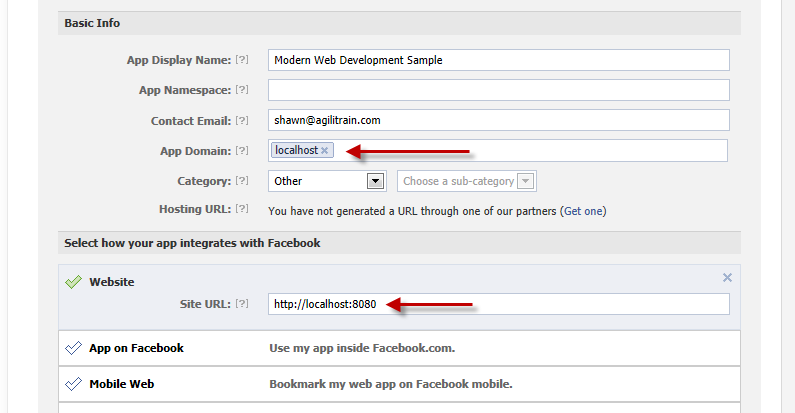 Basic Info
App Display Name: [?] Modern Web Development Sample
App Namespace: [?]
Contact Email: [?] shawn@agilitrain.com
App Domain: [?] localhost ×
Category: [?] Other Choose a sub-category
Hosting URL: [?] You have not generated a URL through one of our partners (Get one)
Select how your app integrates with Facebook
Website ×
Site URL: [?] http://localhost:8080
App on Facebook Use my app inside Facebook.com.
Mobile Web Bookmark my web app on Facebook mobile.